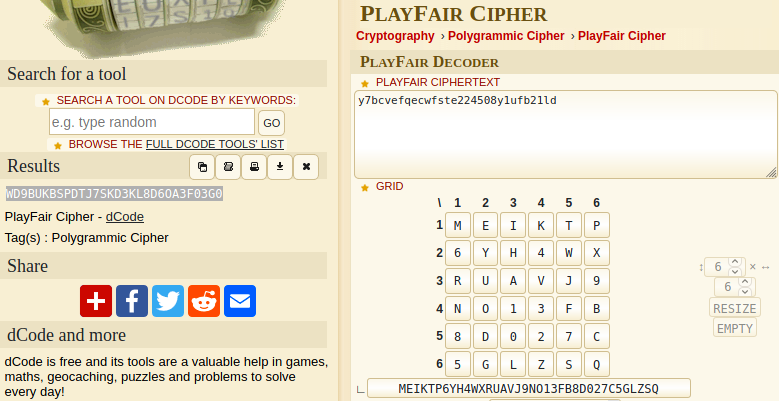 Search for a tool
SEARCH A TOOL ON DCODE BY KEYWORDS:
e.g. type random
GO
BROWSE THE FULL DCODE TOOLS' LIST
Results
WD9BUKBSPDTJ7SKD3KL8D6OA3F03G0
PlayFair Cipher - dCode
Tag(s) : Polygrammic Cipher
Share
dCode and more
dCode is free and its tools are a valuable help in games,
maths, geocaching, puzzles and problems to solve
every day!
PLAYFAIR CIPHER
Cryptography › Polygrammic Cipher › PlayFair Cipher
PLAYFAIR DECODER
PLAYFAIR CIPHERTEXT
y7bcvefqecwfste224508y1ufb21ld
GRID
\ 1 2 3 4 5 6
1 M E I K T P
2 6 Y H 4 W X
3 R U A V J 9
4 N O 1 3 F B
5 8 D 0 2 7 C
6 5 G L Z S Q
MEIKTP6YH4WXRUAVJ9NO13FB8D027C5GLZSQ
↕ 6 × ↔
6
RESIZE
EMPTY